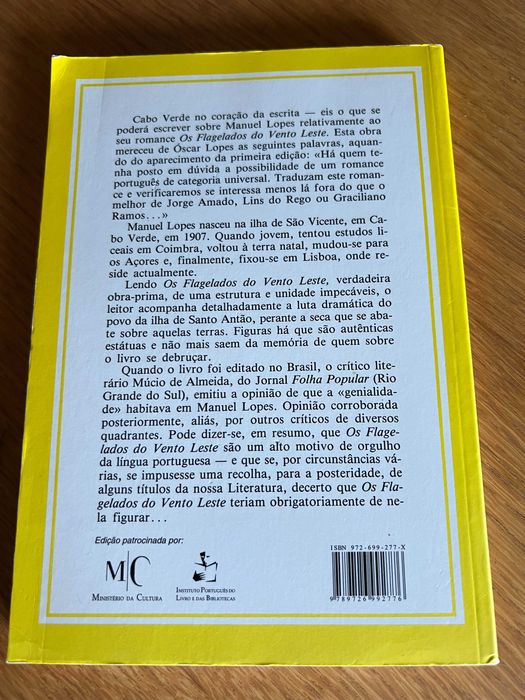 Cabo Verde no coração da escrita — eis o que se
poderá escrever sobre Manuel Lopes relativamente ao
seu romance Os Flagelados do Vento Leste. Esta obra
mereceu de Óscar Lopes as seguintes palavras, aquan-
do do aparecimento da primeira edição: «Há quem te-
nha posto em dúvida a possibilidade de um romance
português de categoria universal. Traduzam este roman-
ce e verificaremos se interessa menos lá fora do que o
melhor de Jorge Amado, Lins do Rego ou Graciliano
Ramos...»
Manuel Lopes nasceu na ilha de São Vicente, em Ca-
bo Verde, em 1907. Quando jovem, tentou estudos li-
ceais em Coimbra, voltou à terra natal, mudou-se para
os Açores e, finalmente, fixou-se em Lisboa, onde re-
side actualmente.
Lendo Os Flagelados do Vento Leste, verdadeira
obra-prima, de uma estrutura e unidade impecáveis, o
leitor acompanha detalhadamente a luta dramática do
povo da ilha de Santo Antão, perante a seca que se aba-
te sobre aquelas terras. Figuras há que são autênticas
estátuas e não mais saem da memória de quem sobre
o livro se debruçar.
Quando o livro foi editado no Brasil, o crítico lite-
rário Múcio de Almeida, do Jornal Folha Popular (Rio
Grande do Sul), emitiu a opinião de que a «genialida-
de» habitava em Manuel Lopes. Opinião corroborada
posteriormente, aliás, por outros críticos de diversos
quadrantes. Pode dizer-se, em resumo, que Os Flage-
lados do Vento Leste são um alto motivo de orgulho
da língua portuguesa — e que se, por circunstâncias vá-
rias, se impusesse uma recolha, para a posteridade, de
alguns títulos da nossa Literatura, decerto que Os Fla-
gelados do Vento Leste teriam obrigatoriamente de ne-
la figurar...
Edição patrocinada por:
M|C
MINISTÉRIO DA CULTURA
INSTITUTO PORTUGUÊS DO
LIVRO E DAS BIBLIOTECAS
ISBN 972-699-277-X
9 789726 992776